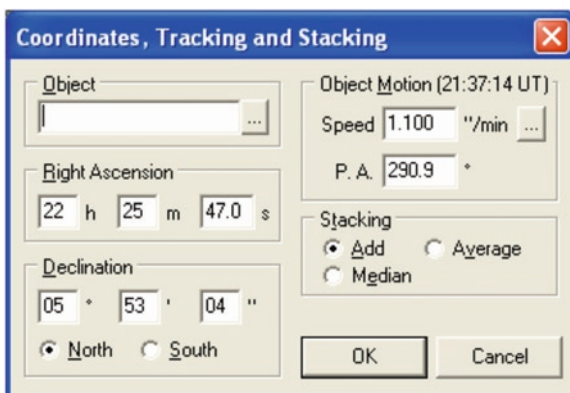 Coordinates, Tracking and Stacking
Object
...
Right Ascension
22 h 25 m 47.0 s
Declination
05 ° 53 ' 04 "
North South
Object Motion (21:37:14 UT)
Speed 1.100 "/min ...
P. A. 290.9 °
Stacking
Add Average
Median
OK Cancel